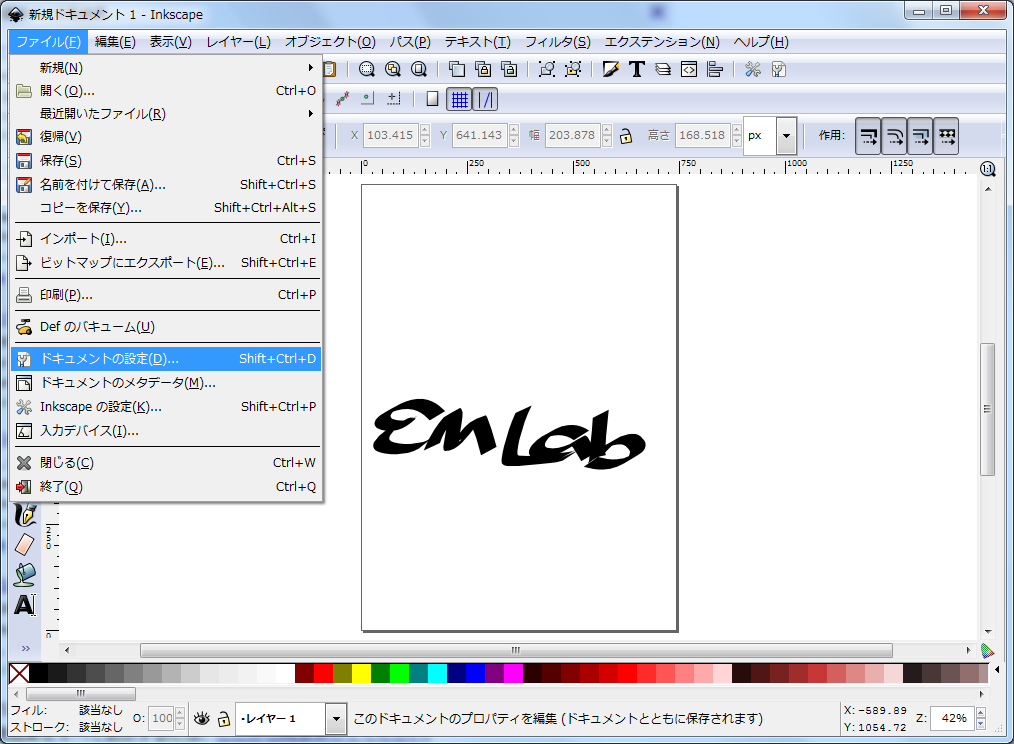 新規ドキュメント 1 - Inkscape
ファイル(F) 編集(E) 表示(V) レイヤー(L) オブジェクト(O) パス(P) テキスト(T) フィルタ(S) エクステンション(N) ヘルプ(H)
新規(N)
開く(O)... Ctrl+O
最近開いたファイル(R)
復帰(V)
保存(S) Ctrl+S
名前を付けて保存(A)... Shift+Ctrl+S
コピーを保存(Y)... Shift+Ctrl+Alt+S
インポート(I)... Ctrl+I
ビットマップにエクスポート(E)... Shift+Ctrl+E
印刷(P)... Ctrl+P
Def のバキューム(U)
ドキュメントの設定(D)... Shift+Ctrl+D
ドキュメントのメタデータ(M)...
Inkscape の設定(K)... Shift+Ctrl+P
入力デバイス(I)...
閉じる(C) Ctrl+W
終了(Q) Ctrl+Q
X 103.415 Y 641.143 幅 203.878 高さ 168.518 px 作用:
0 250 500 750 1000 1250
1:1
EmLab
250
0
フィル: 該当なし O: 100 レイヤー 1 このドキュメントのプロパティを編集 (ドキュメントとともに保存されます) X:-589.89 Z: 42%
ストローク: 該当なし Y:1054.72